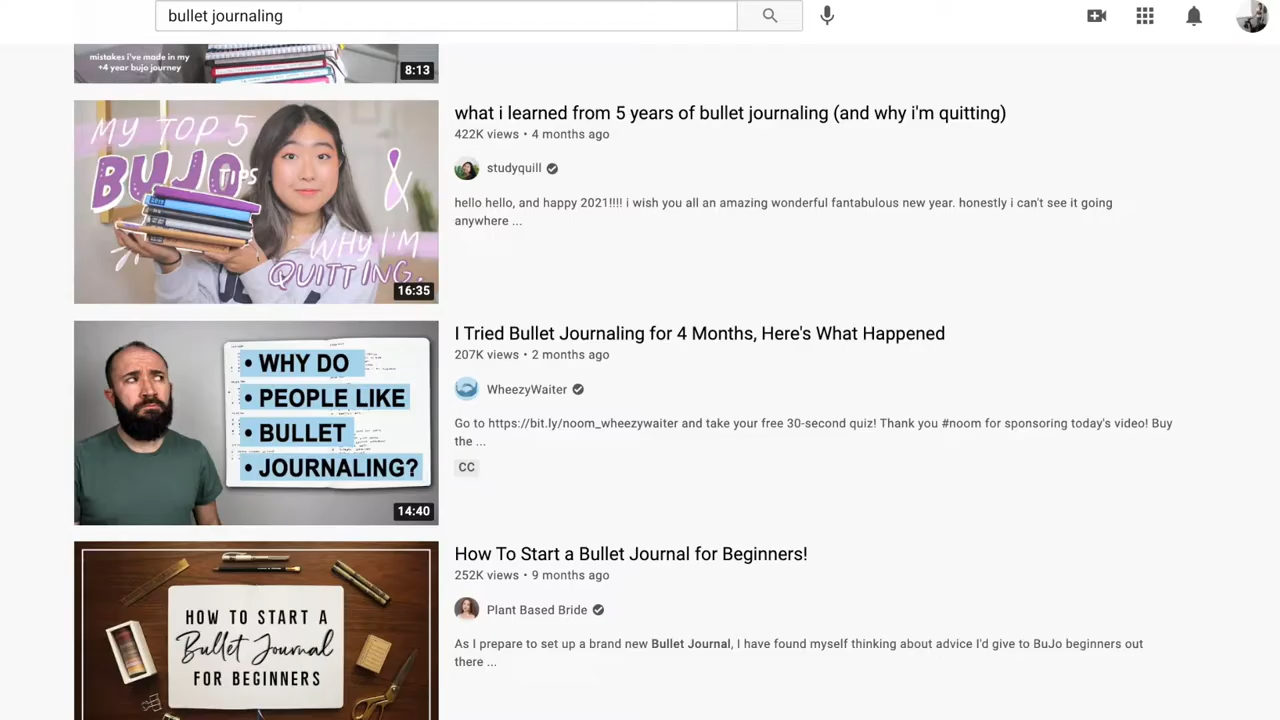 bullet journaling
mistakes i've made in my
+4 year bujo journey
8:13
MY TOP 5
BUJO TIPS
&
WHY I'M
QUITTING.
16:35
what i learned from 5 years of bullet journaling (and why i'm quitting)
422K views • 4 months ago
studyquill
hello hello, and happy 2021!!!! i wish you all an amazing wonderful fantabulous new year. honestly i can't see it going
anywhere ...
• WHY DO
• PEOPLE LIKE
• BULLET
• JOURNALING?
14:40
I Tried Bullet Journaling for 4 Months, Here's What Happened
207K views • 2 months ago
WheezyWaiter
Go to https://bit.ly/noom_wheezywaiter and take your free 30-second quiz! Thank you #noom for sponsoring today's video! Buy
the ...
CC
HOW TO START A
Bullet Journal
FOR BEGINNERS
How To Start a Bullet Journal for Beginners!
252K views • 9 months ago
Plant Based Bride
As I prepare to set up a brand new Bullet Journal, I have found myself thinking about advice I'd give to BuJo beginners out
there ...